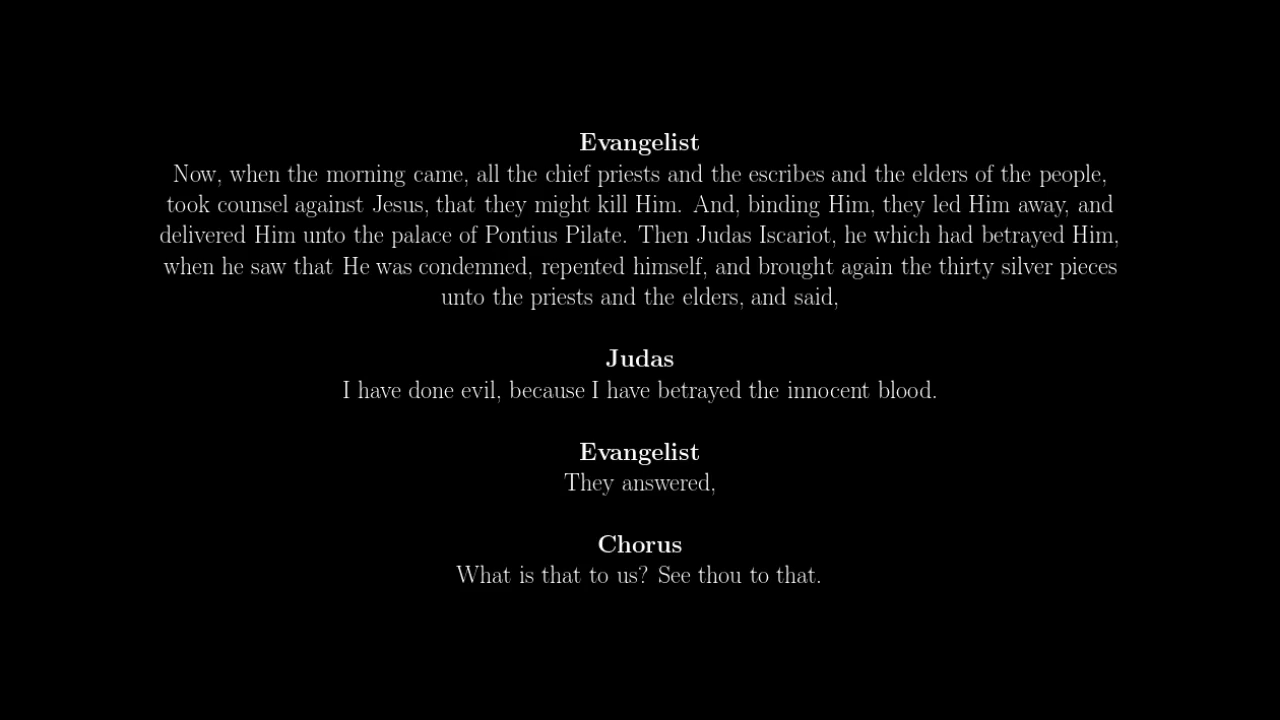 Evangelist
Now, when the morning came, all the chief priests and the escribes and the elders of the people,
took counsel against Jesus, that they might kill Him. And, binding Him, they led Him away, and
delivered Him unto the palace of Pontius Pilate. Then Judas Iscariot, he which had betrayed Him,
when he saw that He was condemned, repented himself, and brought again the thirty silver pieces
unto the priests and the elders, and said,
Judas
I have done evil, because I have betrayed the innocent blood.
Evangelist
They answered,
Chorus
What is that to us? See thou to that.